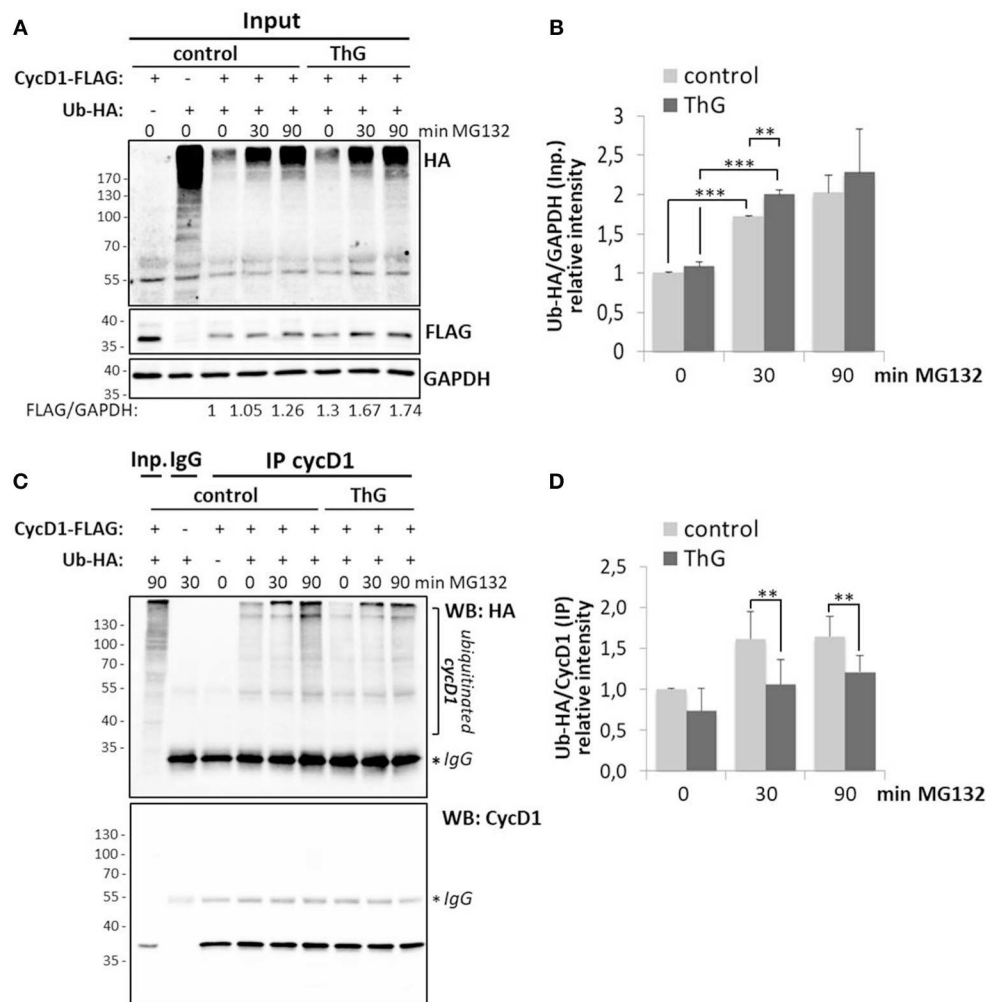 A
Input
control ThG
CycD1-FLAG: + - + + + + + +
Ub-HA: - + + + + + + +
0 0 0 30 90 0 30 90 min MG132
HA
170 -
130 -
100 -
70 -
55 -
40 -
35 -
FLAG
40 -
35 -
GAPDH
FLAG/GAPDH: 1 1.05 1.26 1.3 1.67 1.74
B
control
ThG
Ub-HA/GAPDH (Inp.)
relative intensity
3
2,5
2
1,5
1
0,5
0
**
***
***
0 30 90 min MG132
C
Inp. IgG IP cycD1
control ThG
CycD1-FLAG: + - + + + + + + +
Ub-HA: + + - + + + + + +
90 30 0 0 30 90 0 30 90 min MG132
WB: HA
130 -
100 -
70 -
55 -
40 -
35 -
ubiquitinated
cycD1
* IgG
WB: CycD1
130 -
100 -
70 -
55 -
40 -
35 -
* IgG
D
control
ThG
Ub-HA/CycD1 (IP)
relative intensity
2,5
2,0
1,5
1,0
0,5
0,0
** **
0 30 90 min MG132